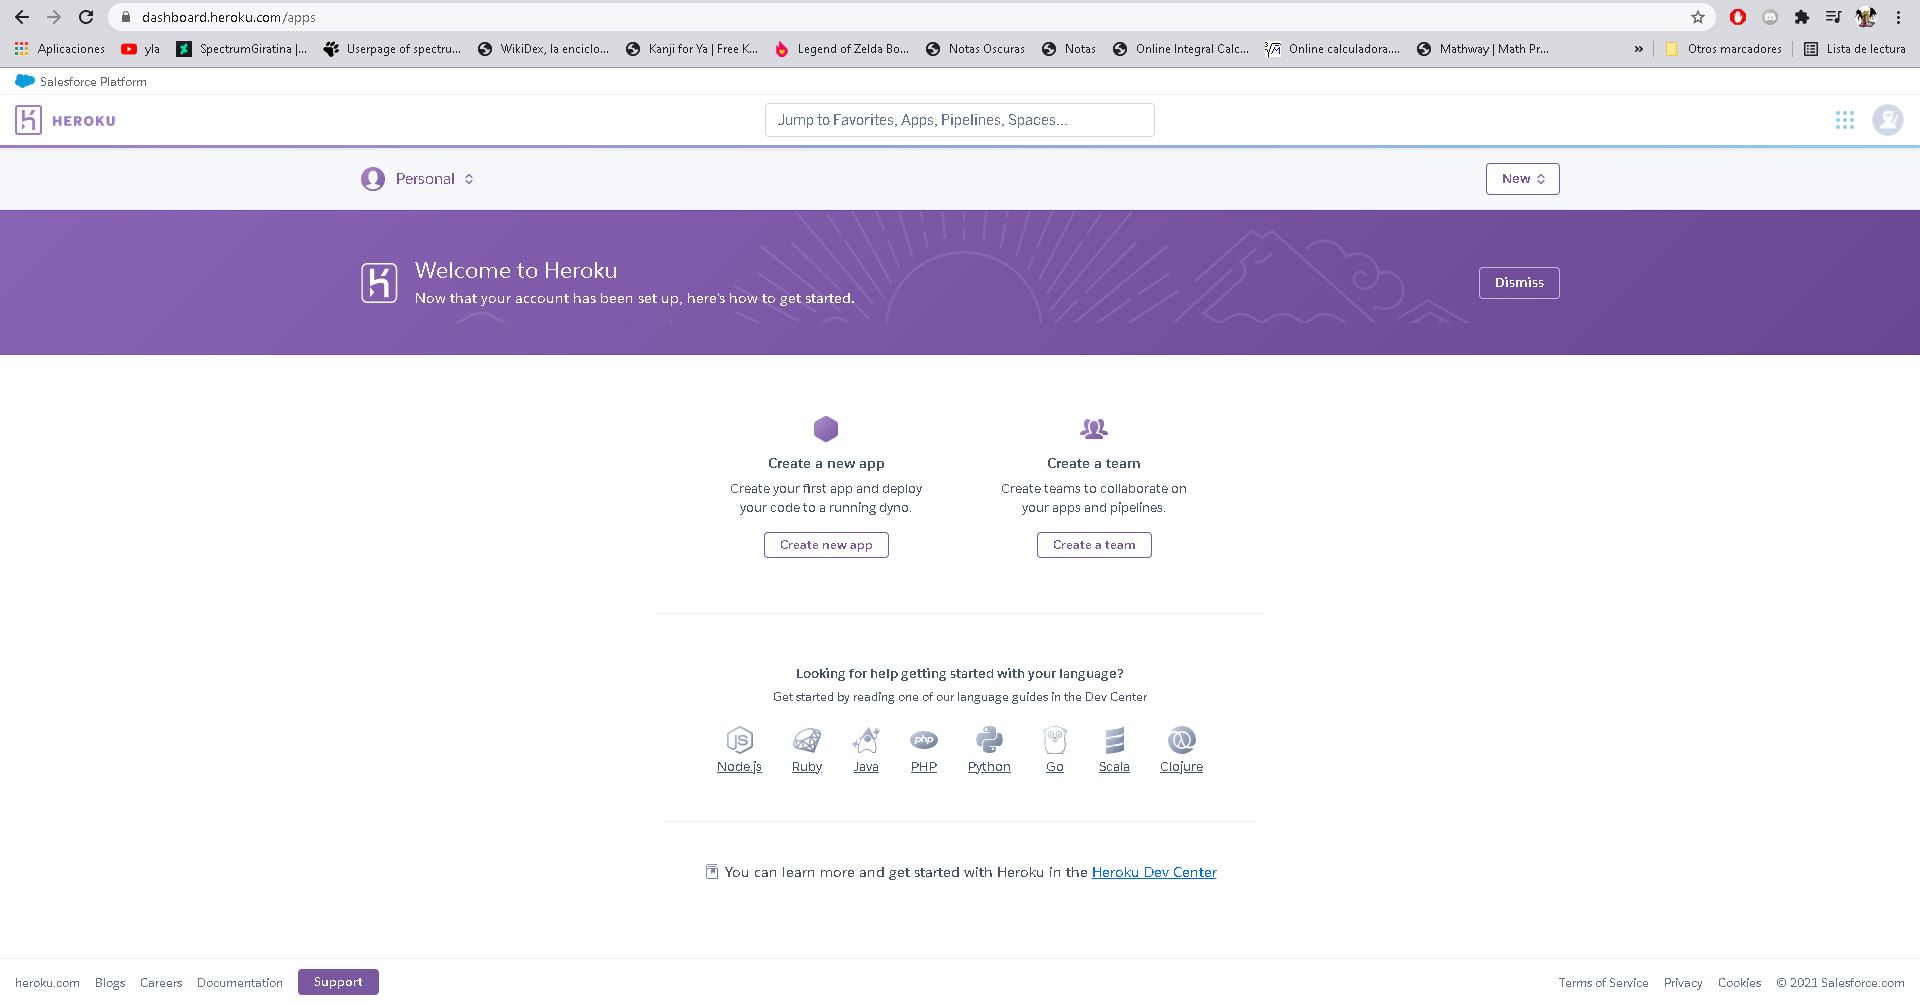 dashboard.heroku.com/apps
Aplicaciones yla SpectrumGiratina |... Userpage of spectru... WikiDex, la enciclo... Kanji for Ya | Free K... Legend of Zelda Bo... Notas Oscuras Notas Online Integral Calc... Online calculadora.... Mathway | Math Pr... » Otros marcadores Lista de lectura
Salesforce Platform
HEROKU
Jump to Favorites, Apps, Pipelines, Spaces...
Personal
New
Welcome to Heroku
Now that your account has been set up, here's how to get started.
Dismiss
Create a new app
Create your first app and deploy
your code to a running dyno.
Create new app
Create a team
Create teams to collaborate on
your apps and pipelines.
Create a team
Looking for help getting started with your language?
Get started by reading one of our language guides in the Dev Center
JS php
Node.js Ruby Java PHP Python Go Scala Clojure
You can learn more and get started with Heroku in the Heroku Dev Center
heroku.com Blogs Careers Documentation Support Terms of Service Privacy Cookies © 2021 Salesforce.com